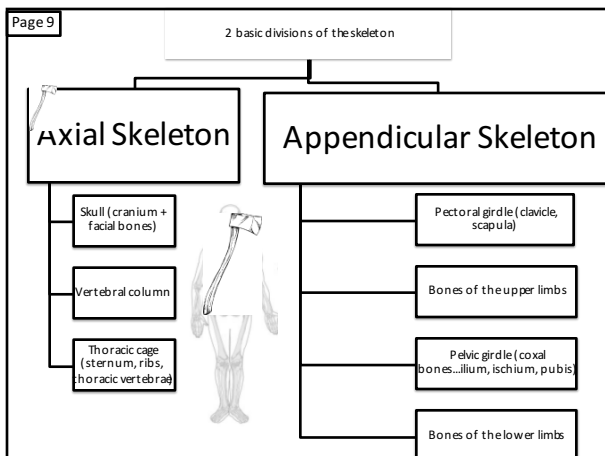 Page 9
2 basic divisions of the skeleton
Axial Skeleton
Appendicular Skeleton
Skull (cranium +
facial bones)
Vertebral column
Thoracic cage
(sternum, ribs,
thoracic vertebrae)
Pectoral girdle (clavicle,
scapula)
Bones of the upper limbs
Pelvic girdle (coxal
bones...ilium, ischium, pubis)
Bones of the lower limbs